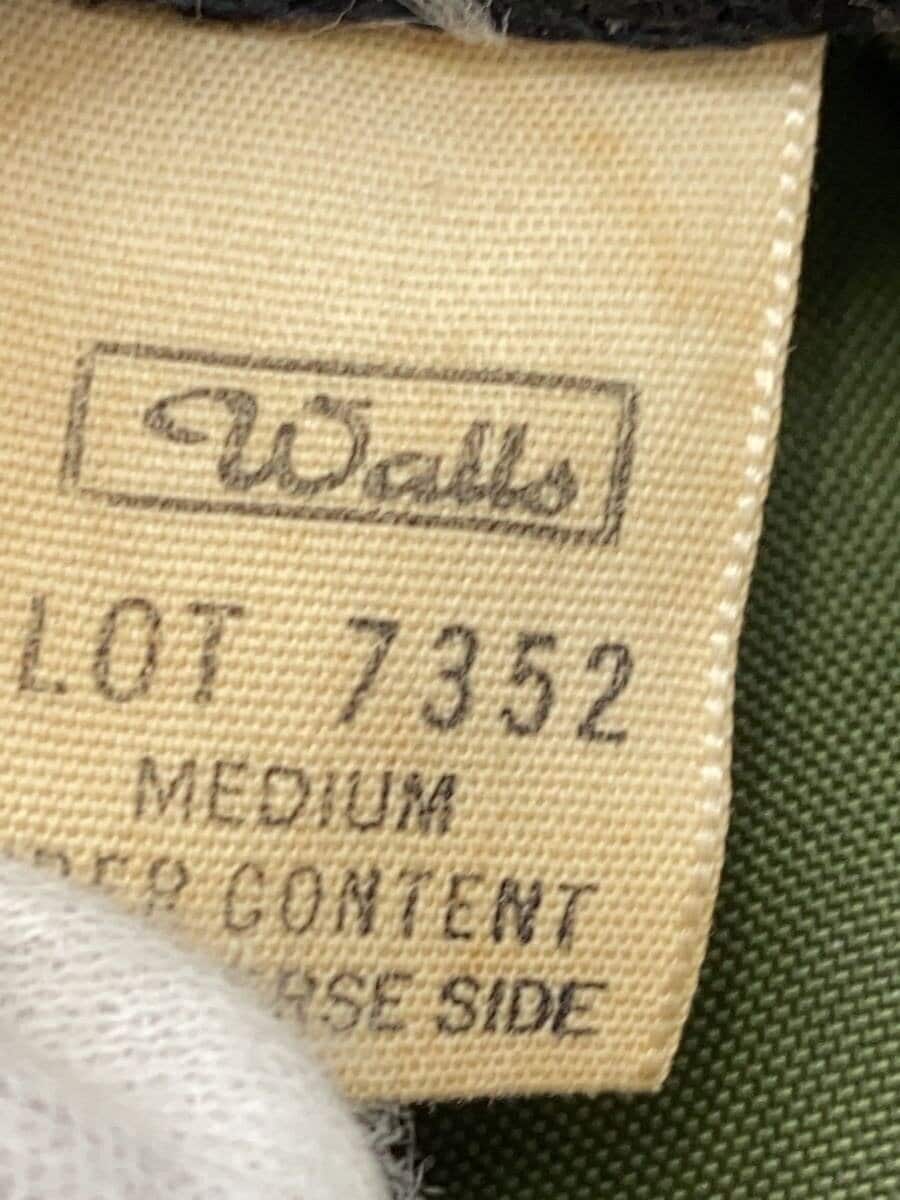 Walls
LOT 7352
MEDIUM
CONTENT
SIDE